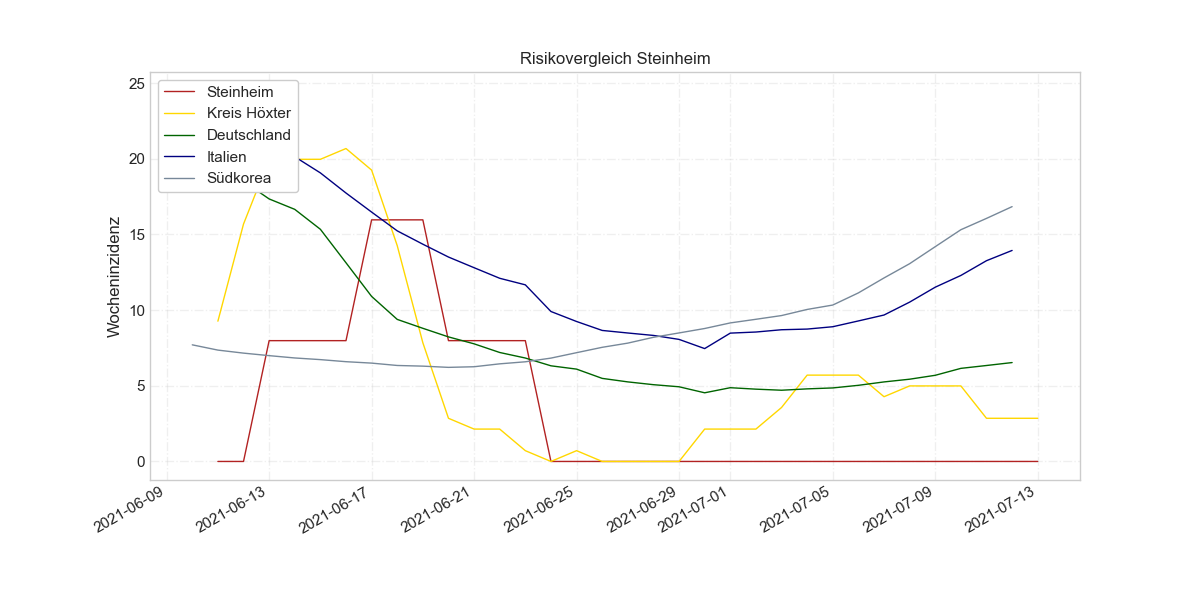 Risikovergleich Steinheim
Wocheninzidenz
25
20
15
10
5
0
Steinheim
Kreis Höxter
Deutschland
Italien
Südkorea
2021-06-09
2021-06-13
2021-06-17
2021-06-21
2021-06-25
2021-06-29
2021-07-01
2021-07-05
2021-07-09
2021-07-13